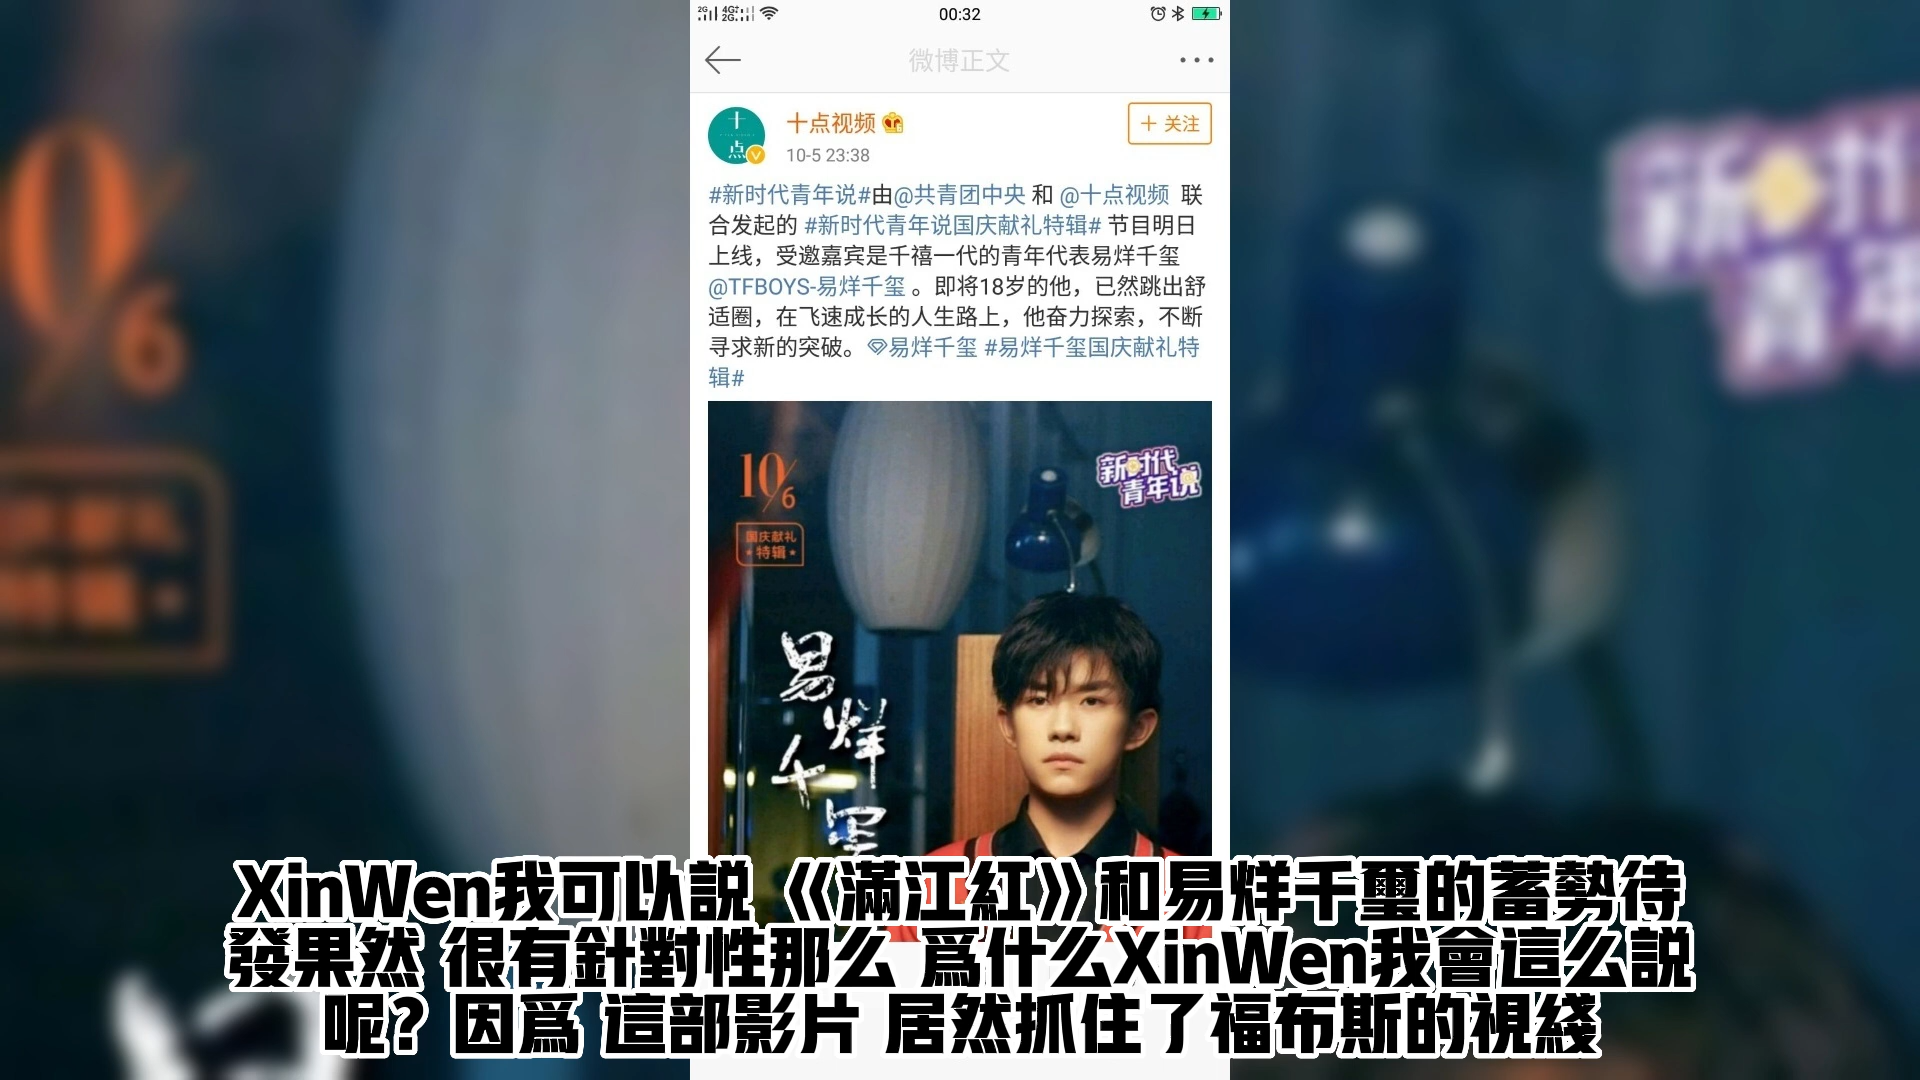 2G 4G+ 2G 00:32
微博正文
十点视频
+ 关注
10-5 23:38
#新时代青年说#由@共青团中央 和 @十点视频 联
合发起的 #新时代青年说国庆献礼特辑# 节目明日
上线，受邀嘉宾是千禧一代的青年代表易烊千玺
@TFBOYS-易烊千玺 。即将18岁的他，已然跳出舒
适圈，在飞速成长的人生路上，他奋力探索，不断
寻求新的突破。易烊千玺 #易烊千玺国庆献礼特
辑#
十
点
10/6
国庆献礼
特辑
新时代
青年说
易
烊
千
玺
XinWen我可以説 《滿江紅》和易烊千璽的蓄勢待
發果然 很有針對性那么 爲什么XinWen我會這么説
呢？因爲 這部影片 居然抓住了福布斯的視綫